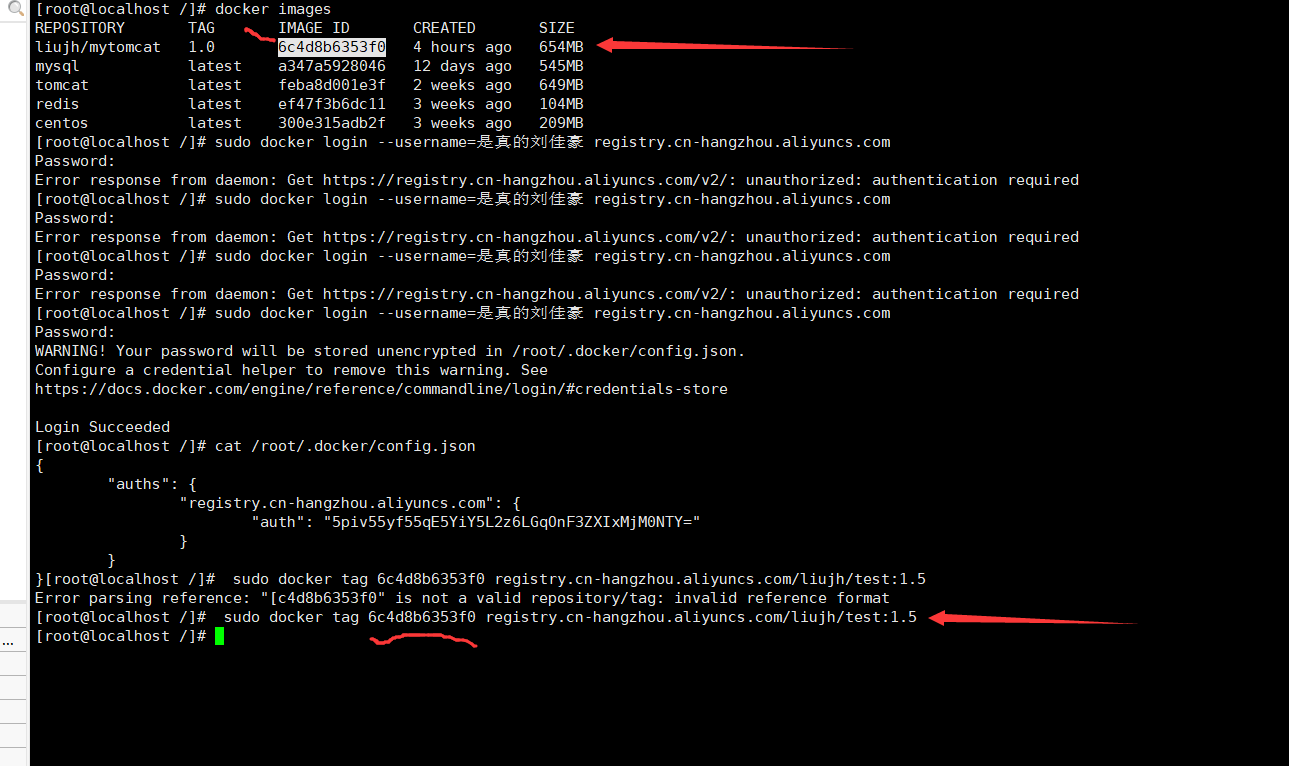 [root@localhost /]# docker images
REPOSITORY TAG IMAGE ID CREATED SIZE
liujh/mytomcat 1.0 6c4d8b6353f0 4 hours ago 654MB
mysql latest a347a5928046 12 days ago 545MB
tomcat latest feba8d001e3f 2 weeks ago 649MB
redis latest ef47f3b6dc11 3 weeks ago 104MB
centos latest 300e315adb2f 3 weeks ago 209MB
[root@localhost /]# sudo docker login --username=是真的刘佳豪 registry.cn-hangzhou.aliyuncs.com
Password:
Error response from daemon: Get https://registry.cn-hangzhou.aliyuncs.com/v2/: unauthorized: authentication required
[root@localhost /]# sudo docker login --username=是真的刘佳豪 registry.cn-hangzhou.aliyuncs.com
Password:
Error response from daemon: Get https://registry.cn-hangzhou.aliyuncs.com/v2/: unauthorized: authentication required
[root@localhost /]# sudo docker login --username=是真的刘佳豪 registry.cn-hangzhou.aliyuncs.com
Password:
Error response from daemon: Get https://registry.cn-hangzhou.aliyuncs.com/v2/: unauthorized: authentication required
[root@localhost /]# sudo docker login --username=是真的刘佳豪 registry.cn-hangzhou.aliyuncs.com
Password:
WARNING! Your password will be stored unencrypted in /root/.docker/config.json.
Configure a credential helper to remove this warning. See
https://docs.docker.com/engine/reference/commandline/login/#credentials-store
Login Succeeded
[root@localhost /]# cat /root/.docker/config.json
{
"auths": {
"registry.cn-hangzhou.aliyuncs.com": {
"auth": "5piv55yf55qE5YiY5L2z6LGqOnF3ZXIxMjM0NTY="
}
}
}[root@localhost /]#  sudo docker tag 6c4d8b6353f0 registry.cn-hangzhou.aliyuncs.com/liujh/test:1.5
Error parsing reference: "[c4d8b6353f0" is not a valid repository/tag: invalid reference format
[root@localhost /]#  sudo docker tag 6c4d8b6353f0 registry.cn-hangzhou.aliyuncs.com/liujh/test:1.5
[root@localhost /]#
...